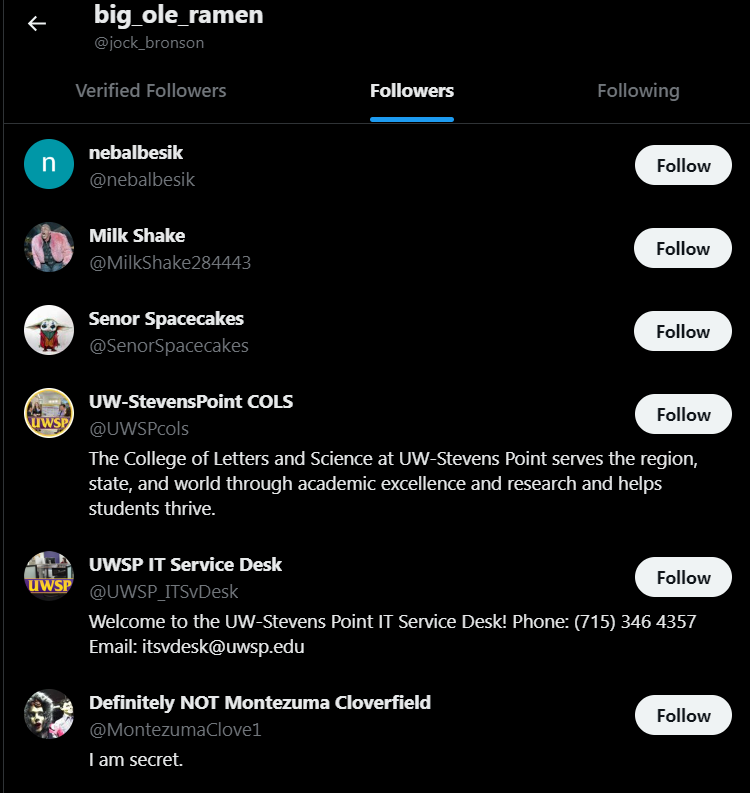 big_ole_ramen
@jock_bronson
Verified Followers Followers Following
n
nebalbesik
@nebalbesik
Follow
Milk Shake
@MilkShake284443
Follow
Senor Spacecakes
@SenorSpacecakes
Follow
UWSP
UW-StevensPoint COLS
@UWSPcols
Follow
The College of Letters and Science at UW-Stevens Point serves the region,
state, and world through academic excellence and research and helps
students thrive.
UWSP
UWSP IT Service Desk
@UWSP_ITSvDesk
Follow
Welcome to the UW-Stevens Point IT Service Desk! Phone: (715) 346 4357
Email: itsvdesk@uwsp.edu
Definitely NOT Montezuma Cloverfield
@MontezumaClove1
Follow
I am secret.